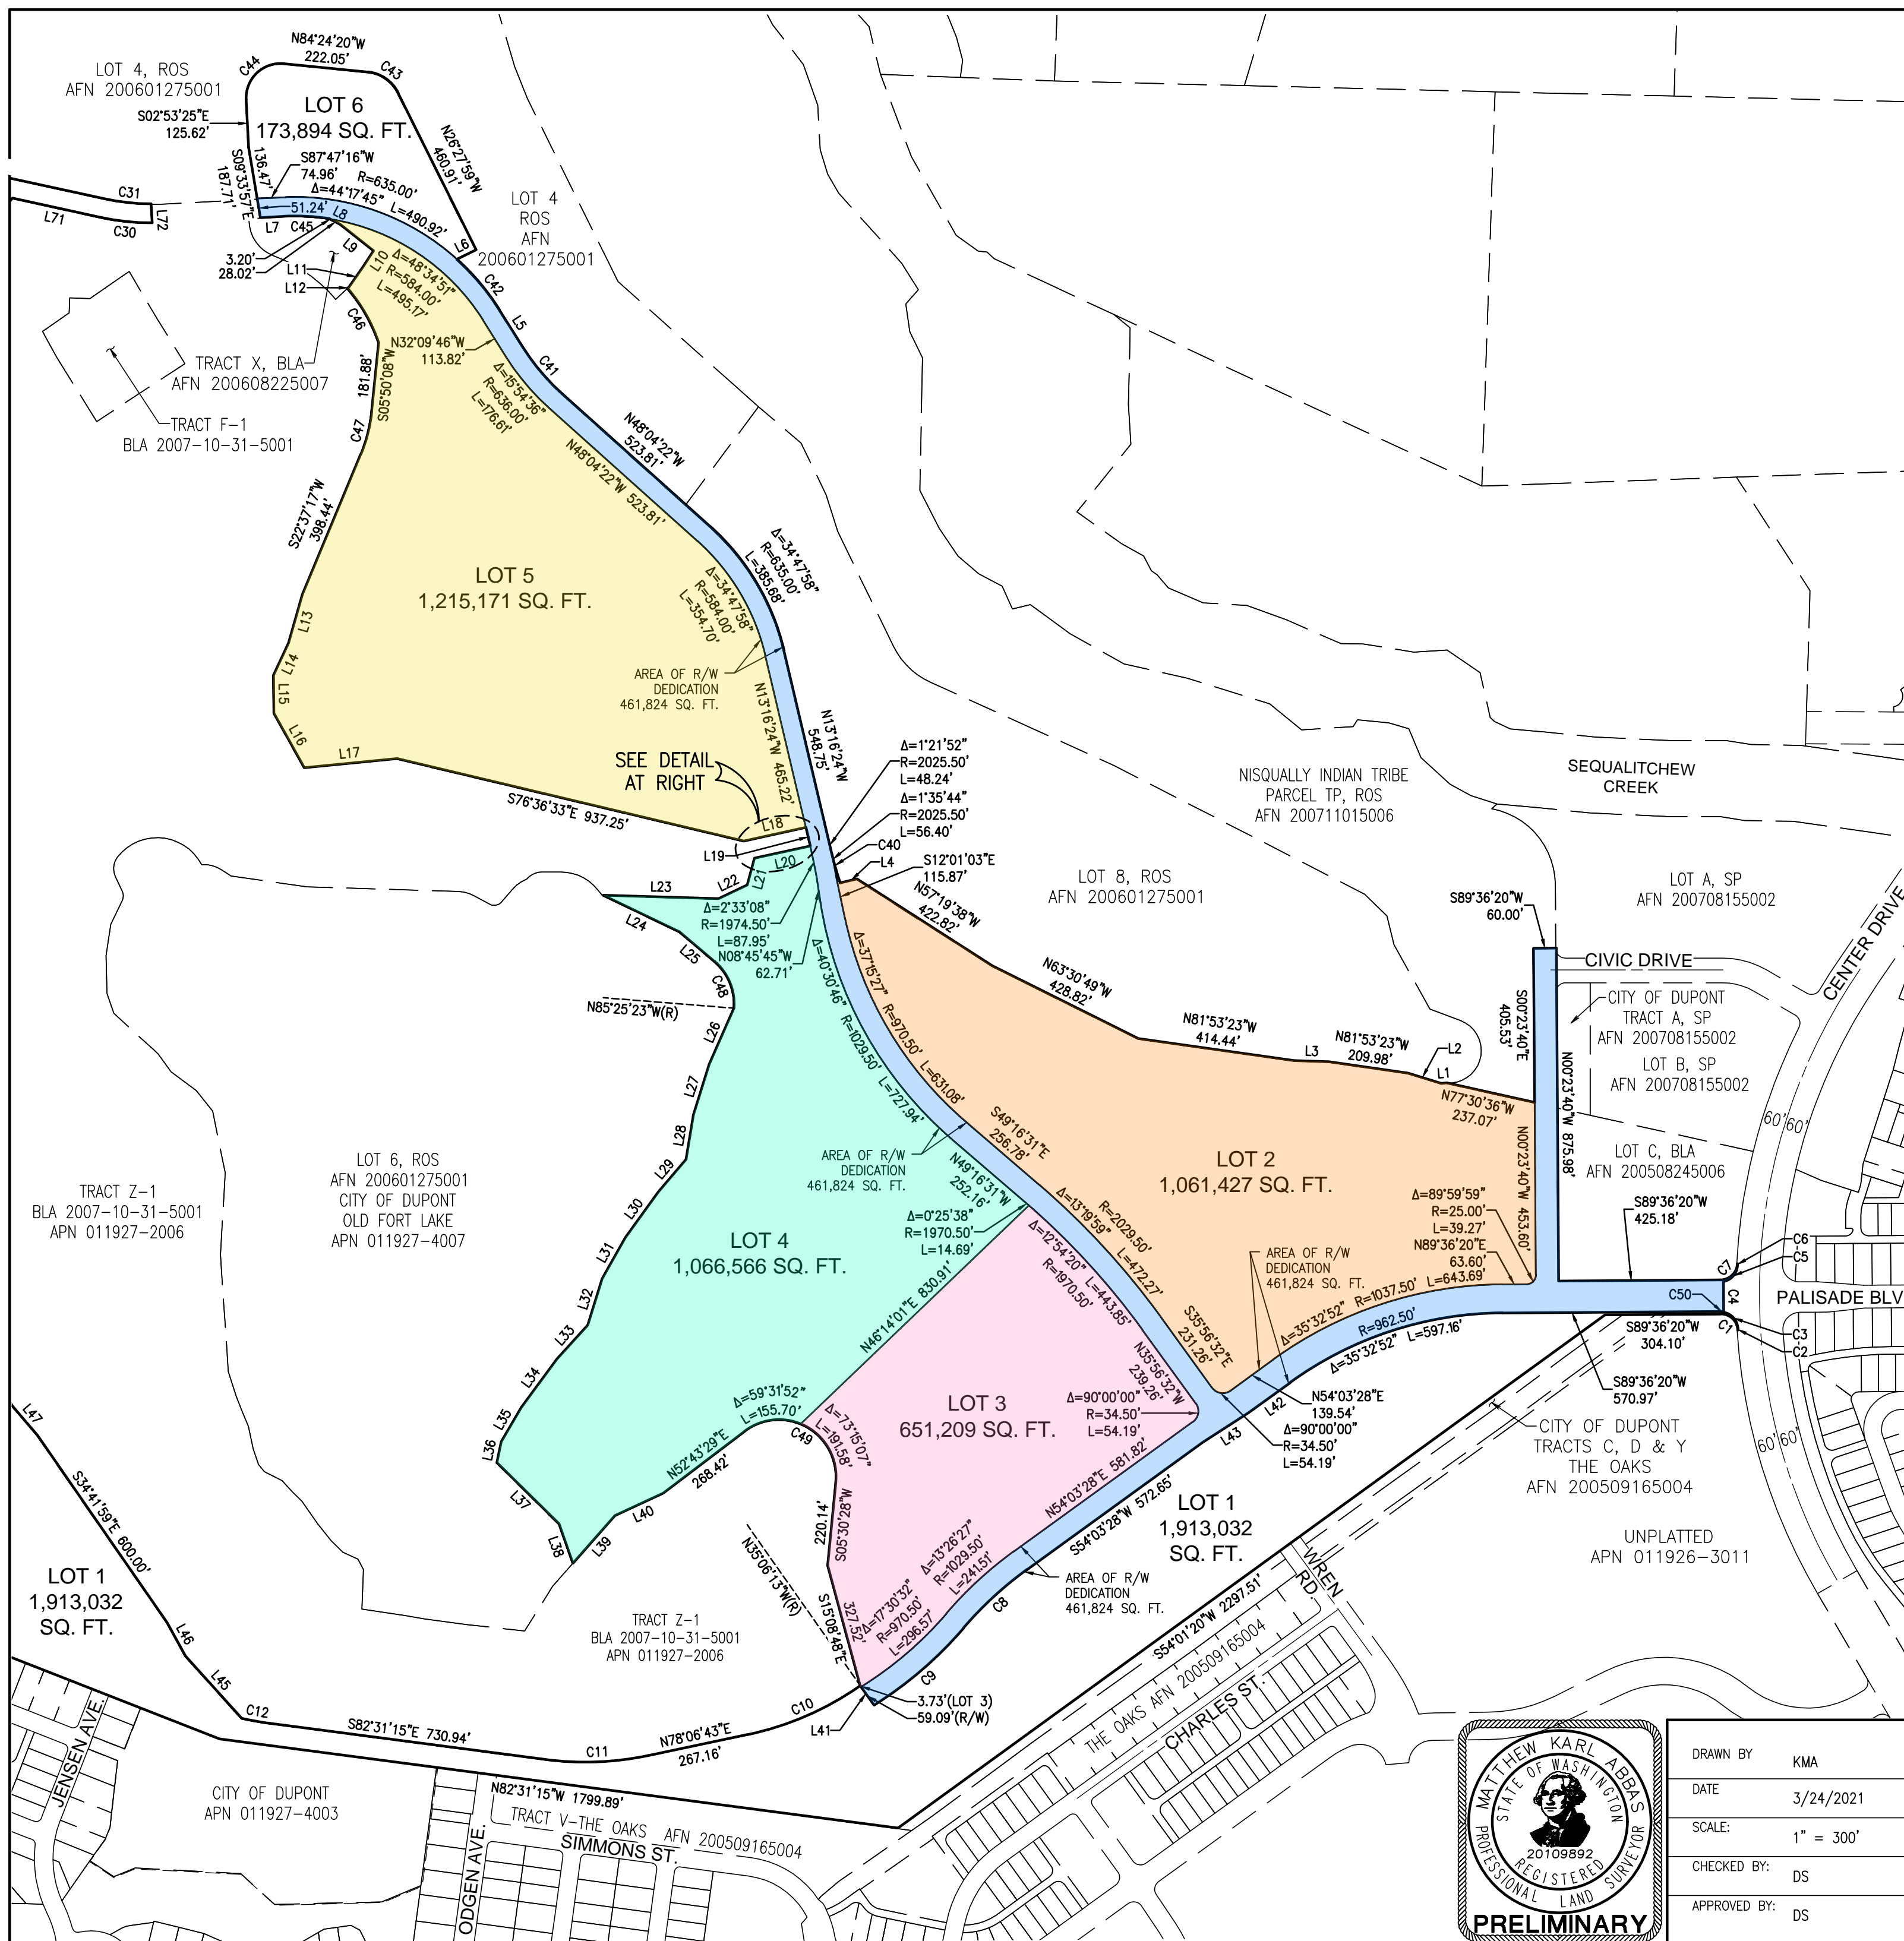 N84°24'20"W
222.05'
C44
C43
LOT 4, ROS
AFN 200601275001
S02°53'25"E
125.62'
LOT 6
173,894 SQ. FT.
N26°27'59"W
460.91'
136.47'
S09°33'57"E
187.71'
S87°47'16"W
74.96'
R=635.00'
Δ=44°17'45"
L=490.92'
51.24'
L8
C31
L71
C30
L72
L7
C45
L6
LOT 4
ROS
AFN
200601275001
3.20'
28.02'
L9
L10
L11
L12
C46
Δ=48°34'51"
R=584.00'
L=495.17'
C42
L5
C41
N32°09'46"W
113.82'
Δ=15°54'36"
R=636.00'
L=176.61'
TRACT X, BLA
AFN 200608225007
TRACT F-1
BLA 2007-10-31-5001
181.88'
S05°50'08"W
C47
N48°04'22"W
523.81'
N48°04'22"W 523.81'
S22°37'17"W
398.44'
LOT 5
1,215,171 SQ. FT.
Δ=34°47'58"
R=635.00'
L=385.68'
Δ=34°47'58"
R=584.00'
L=354.70'
L13
L14
L15
L16
L17
AREA OF R/W
DEDICATION
461,824 SQ. FT.
N13°16'24"W 465.22'
N13°16'24"W
548.75'
SEE DETAIL
AT RIGHT
S76°36'33"E 937.25'
L18
L19
L20
L21
L22
L23
L24
L25
C48
Δ=1°21'52"
R=2025.50'
L=48.24'
Δ=1°35'44"
R=2025.50'
L=56.40'
C40
L4
S12°01'03"E
115.87'
N57°19'38"W
422.82'
NISQUALLY INDIAN TRIBE
PARCEL TP, ROS
AFN 200711015006
SEQUALITCHEW
CREEK
LOT 8, ROS
AFN 200601275001
LOT A, SP
AFN 200708155002
S89°36'20"W
60.00'
CIVIC DRIVE
CENTER DRIVE
CITY OF DUPONT
TRACT A, SP
AFN 200708155002
LOT B, SP
AFN 200708155002
S00°23'40"E
405.53'
N00°23'40"W 875.98'
Δ=2°33'08"
R=1974.50'
L=87.95'
N08°45'45"W
62.71'
N85°25'23"W(R)
Δ=40°30'46"
R=1029.50'
L=727.94'
Δ=37°15'27"
R=970.50'
L=631.08'
N63°30'49"W
428.82'
N81°53'23"W
414.44'
L3
N81°53'23"W
209.98'
L2
L1
N77°30'36"W
237.07'
L26
L27
L28
L29
L30
L31
L32
L33
L34
L35
L36
L37
L38
L39
L40
60' 60'
LOT C, BLA
AFN 200508245006
S89°36'20"W
425.18'
LOT 6, ROS
AFN 200601275001
CITY OF DUPONT
OLD FORT LAKE
APN 011927-4007
TRACT Z-1
BLA 2007-10-31-5001
APN 011927-2006
AREA OF R/W
DEDICATION
461,824 SQ. FT.
S49°16'31"E
256.78'
N49°16'31"W
252.16'
LOT 2
1,061,427 SQ. FT.
N00°23'40"W 453.60'
Δ=89°59'59"
R=25.00'
L=39.27'
N89°36'20"E
63.60'
LOT 4
1,066,566 SQ. FT.
Δ=0°25'38"
R=1970.50'
L=14.69'
Δ=13°19'59"
R=2029.50'
L=472.27'
Δ=12°54'20"
L=443.85'
R=1970.50'
N46°14'01"E 830.91'
AREA OF R/W
DEDICATION
461,824 SQ. FT.
Δ=35°32'52"
R=1037.50'
L=643.69'
R=962.50'
Δ=35°32'52"
L=597.16'
C7
C6
C5
C4
C50
C3
C2
C1
PALISADE BLV
S89°36'20"W
304.10'
S89°36'20"W
570.97'
S35°56'32"E
231.26'
N35°56'32"W
239.26'
N54°03'28"E
139.54'
Δ=90°00'00"
R=34.50'
L=54.19'
Δ=90°00'00"
R=34.50'
L=54.19'
L42
L43
LOT 3
651,209 SQ. FT.
Δ=59°31'52"
L=155.70'
Δ=73°15'07"
L=191.58'
C49
N52°43'29"E
268.42'
220.14'
S05°30'28"W
N54°03'28"E 581.82'
S54°03'28"W 572.65'
LOT 1
1,913,032
SQ. FT.
CITY OF DUPONT
TRACTS C, D & Y
THE OAKS
AFN 200509165004
60' 60'
UNPLATTED
APN 011926-3011
L47
S34°41'59"E 600.00'
LOT 1
1,913,032
SQ. FT.
L46
L45
C12
N35°06'13"W(R)
S15°08'48"E
327.52'
Δ=17°30'32"
R=970.50'
L=296.57'
Δ=13°26'27"
R=1029.50'
L=241.51'
AREA OF R/W
DEDICATION
461,824 SQ. FT.
C8
C9
S54°01'20"W 2297.51'
WREN
RD
TRACT Z-1
BLA 2007-10-31-5001
APN 011927-2006
3.73'(LOT 3)
59.09'(R/W)
L41
C10
C11
S82°31'15"E 730.94'
N78°06'43"E
267.16'
N82°31'15"W 1799.89'
THE OAKS AFN 200509165004
CHARLES ST.
JENSEN AVE.
CITY OF DUPONT
APN 011927-4003
TRACT V-THE OAKS AFN 200509165004
SIMMONS ST.
ODGEN AVE.
MATTHEW KARL ABBAS
STATE OF WASHINGTON
20109892
REGISTERED
PROFESSIONAL LAND SURVEYOR
PRELIMINARY
DRAWN BY KMA
DATE 3/24/2021
SCALE: 1" = 300'
CHECKED BY: DS
APPROVED BY: DS